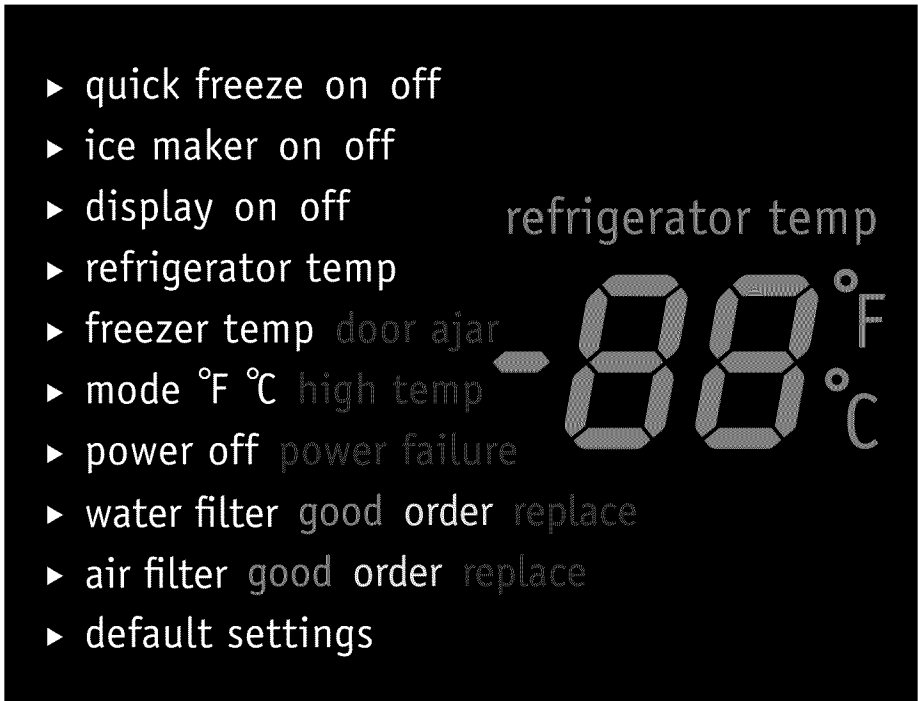 ▸ quick freeze on off
▸ ice maker on off
▸ display on off
refrigerator temp
▸ refrigerator temp
▸ freezer temp door ajar
-88 °F °C
▸ mode °F °C high temp
▸ power off power failure
▸ water filter good order replace
▸ air filter good order replace
▸ default settings